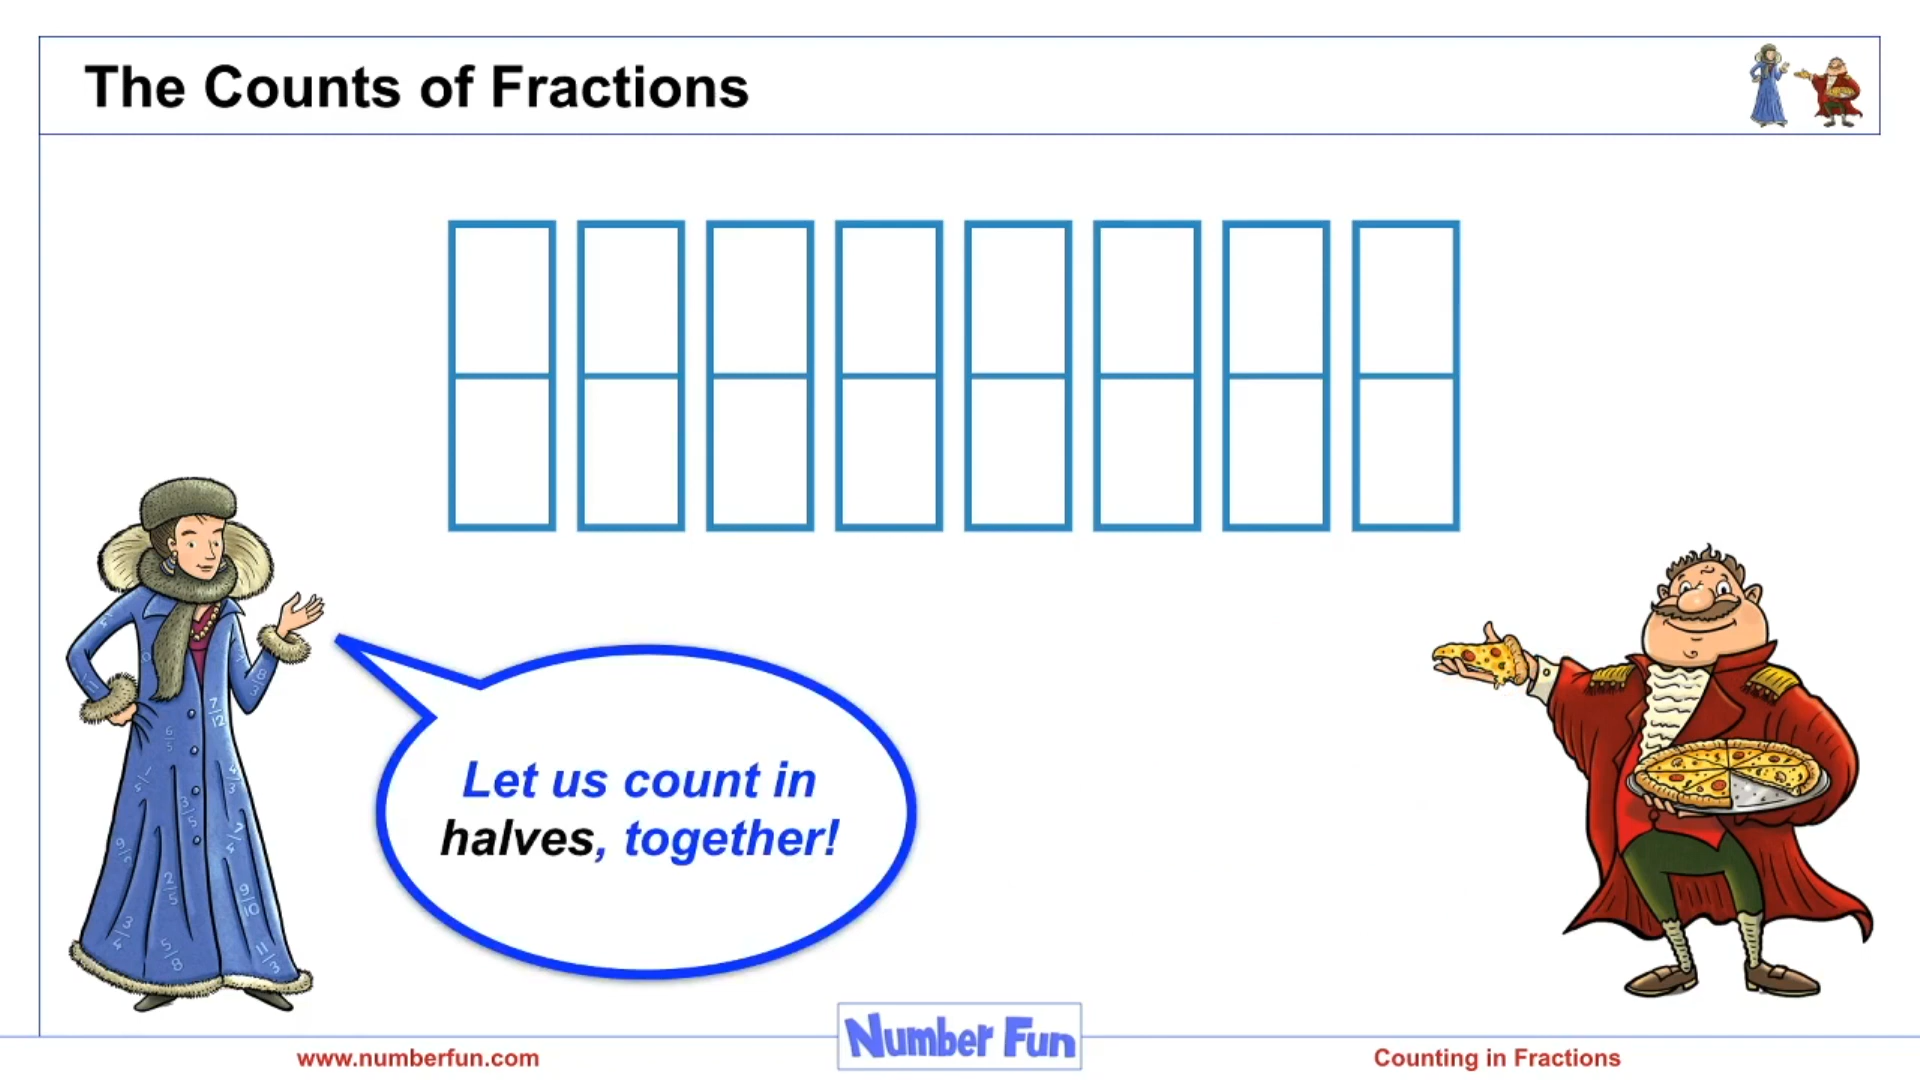 The Counts of Fractions
Let us count in
halves, together!
Number Fun
www.numberfun.com
Counting in Fractions